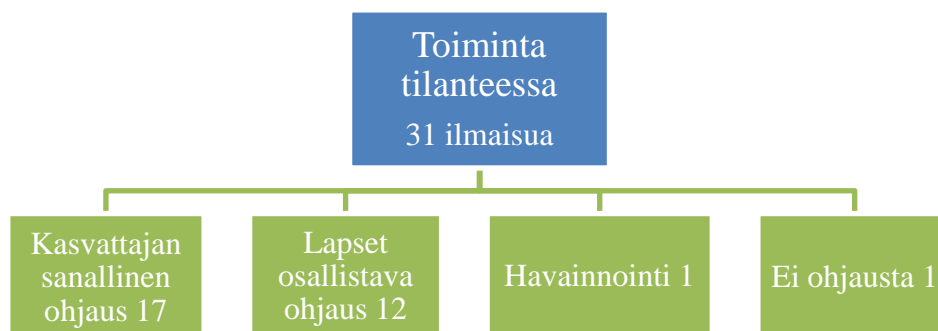 Toiminta
tilanteessa
31 ilmaisua
Kasvattajan
sanallinen
ohjaus 17
Lapset
osallistava
ohjaus 12
Havainnointi 1
Ei ohjausta 1